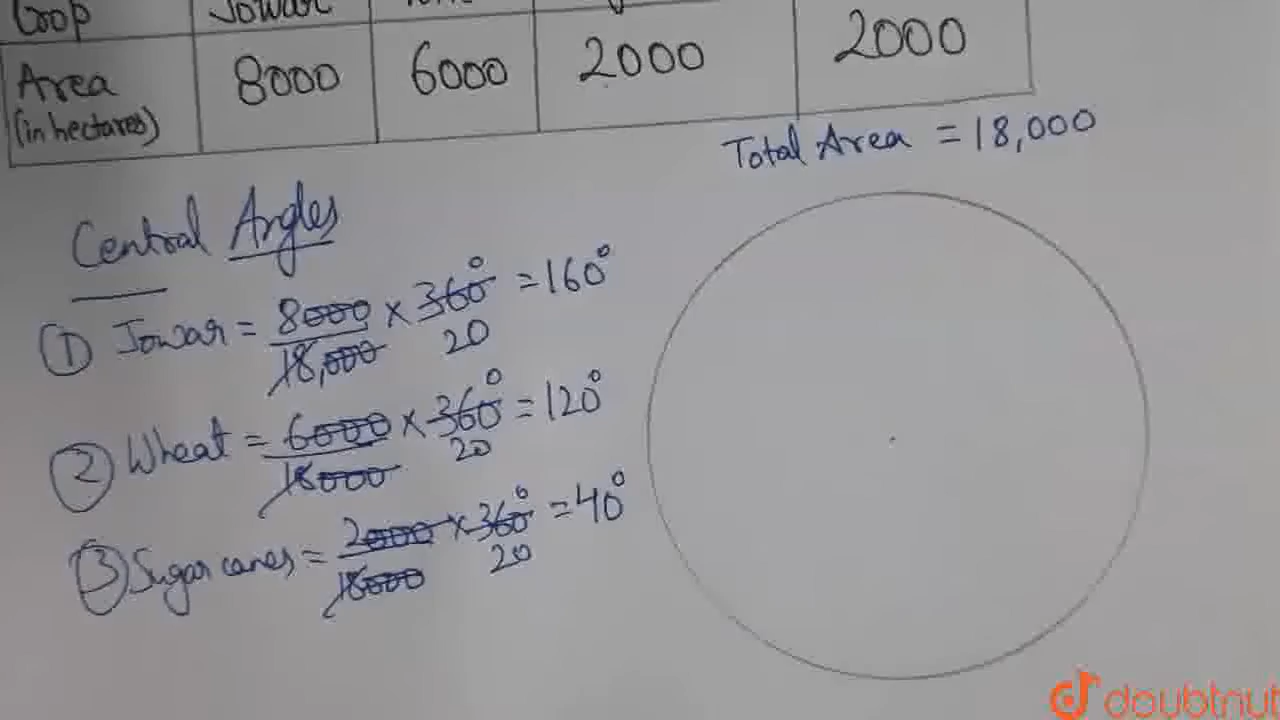 Crop Jowar
Area 8000 6000 2000 2000
(in hectares)
Total Area = 18,000
Central Angles
① Jowar = 8000/18,000 × 360° = 160°
20
② Wheat = 6000/18000 × 360° = 120°
20
③ Sugar canes = 2000/18000 × 360° = 40°
20
doubtnut